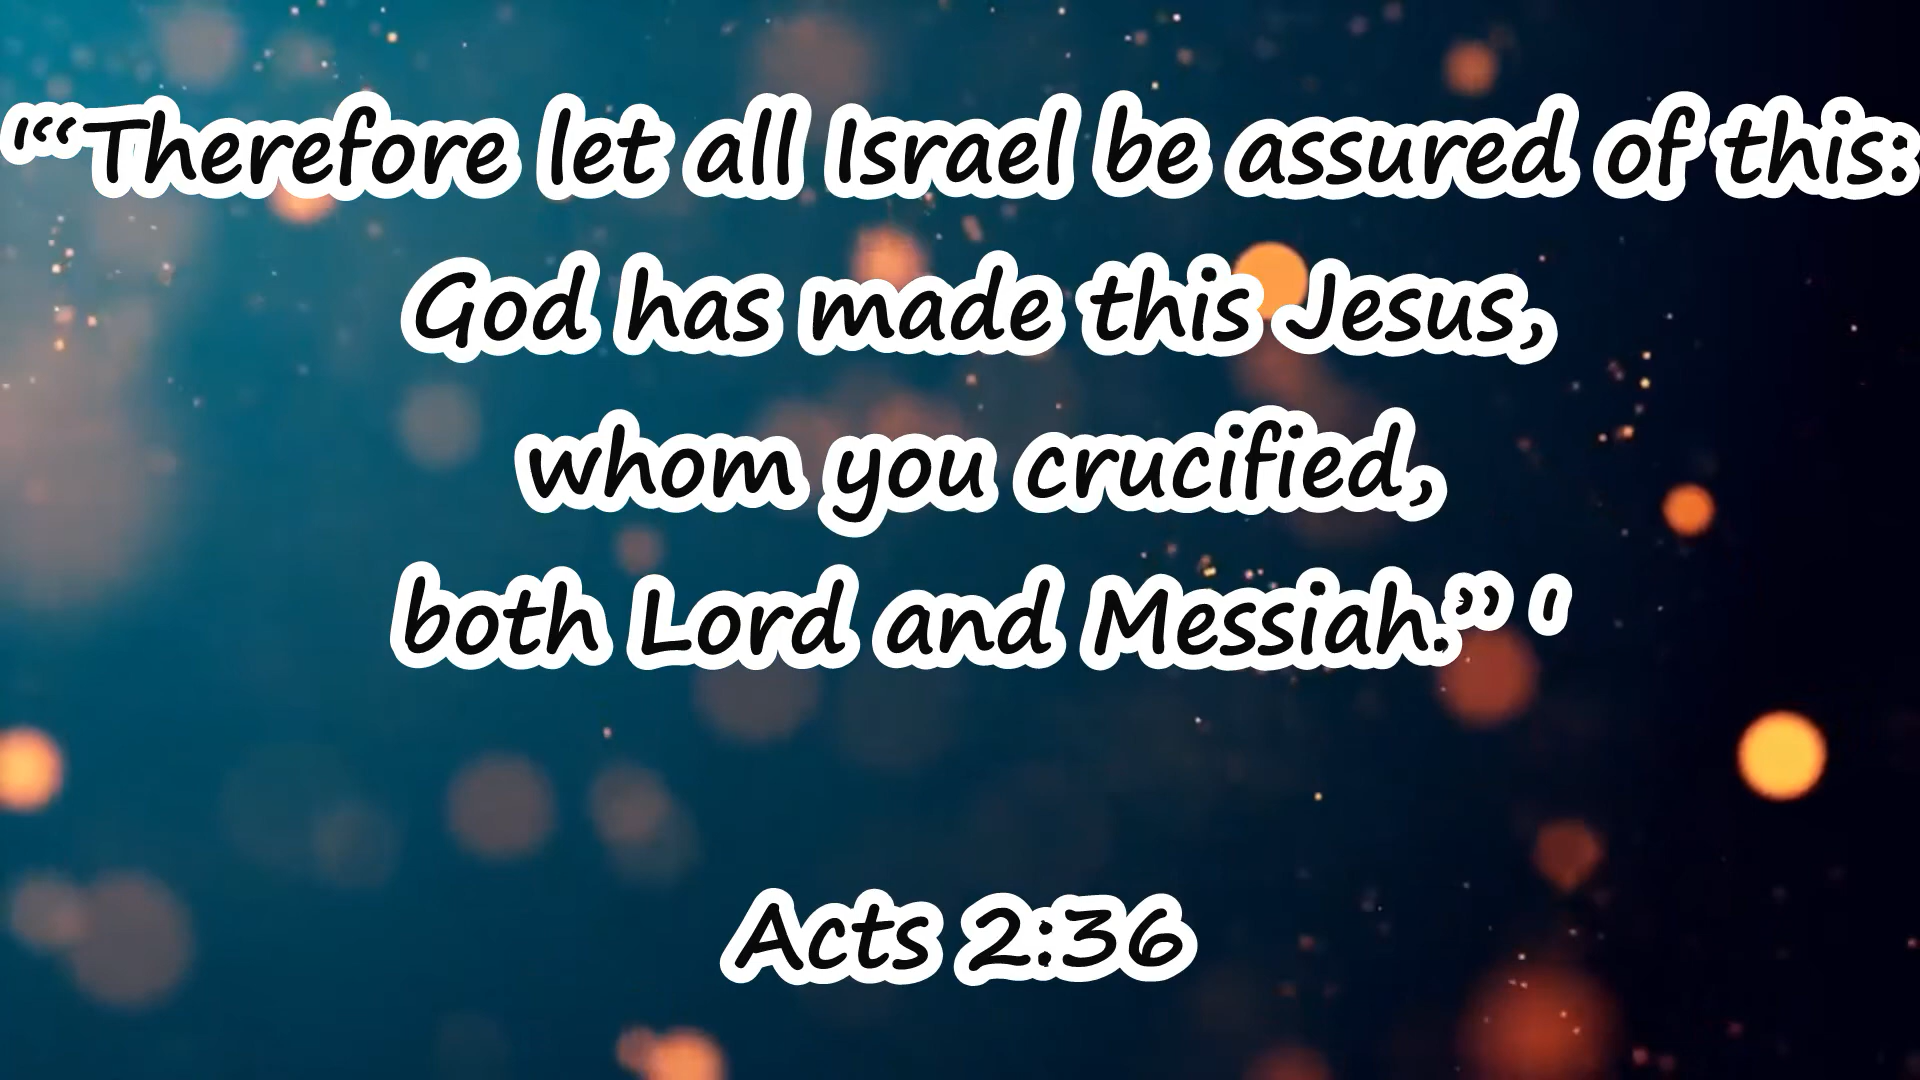 '“Therefore let all Israel be assured of this:
God has made this Jesus,
whom you crucified,
both Lord and Messiah.” '
Acts 2:36